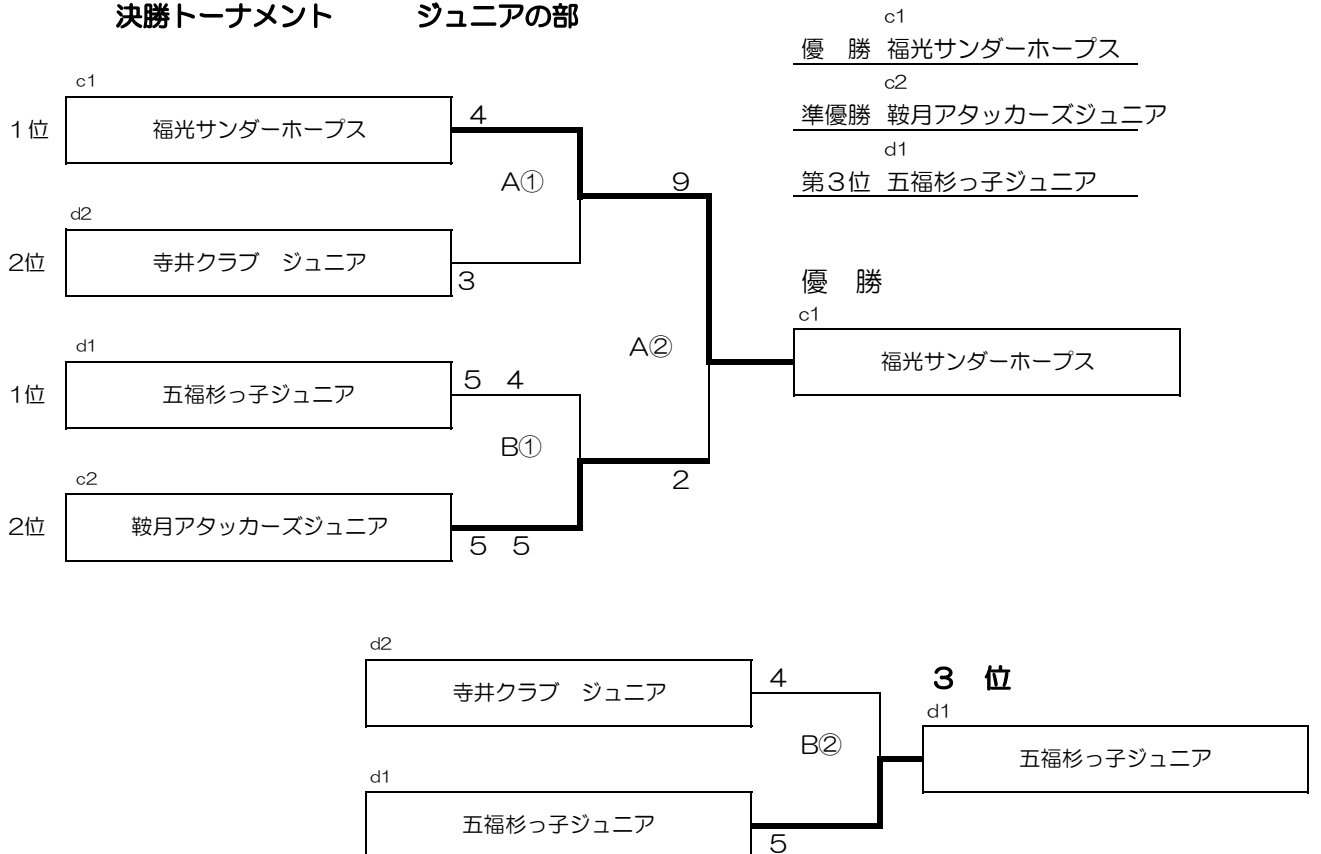 決勝トーナメント　ジュニアの部
c1
優　勝 福光サンダーホープス
c2
準優勝 鞍月アタッカーズジュニア
d1
第３位 五福杉っ子ジュニア
c1
１位 福光サンダーホープス ４
A①
９
d2
2位 寺井クラブ　ジュニア
３
優　勝
c1
福光サンダーホープス
A②
d1
1位 五福杉っ子ジュニア ５ ４
B①
２
c2
2位 鞍月アタッカーズジュニア
５ ５
d2
寺井クラブ　ジュニア ４
３　位
d1
五福杉っ子ジュニア
B②
d1
五福杉っ子ジュニア
５